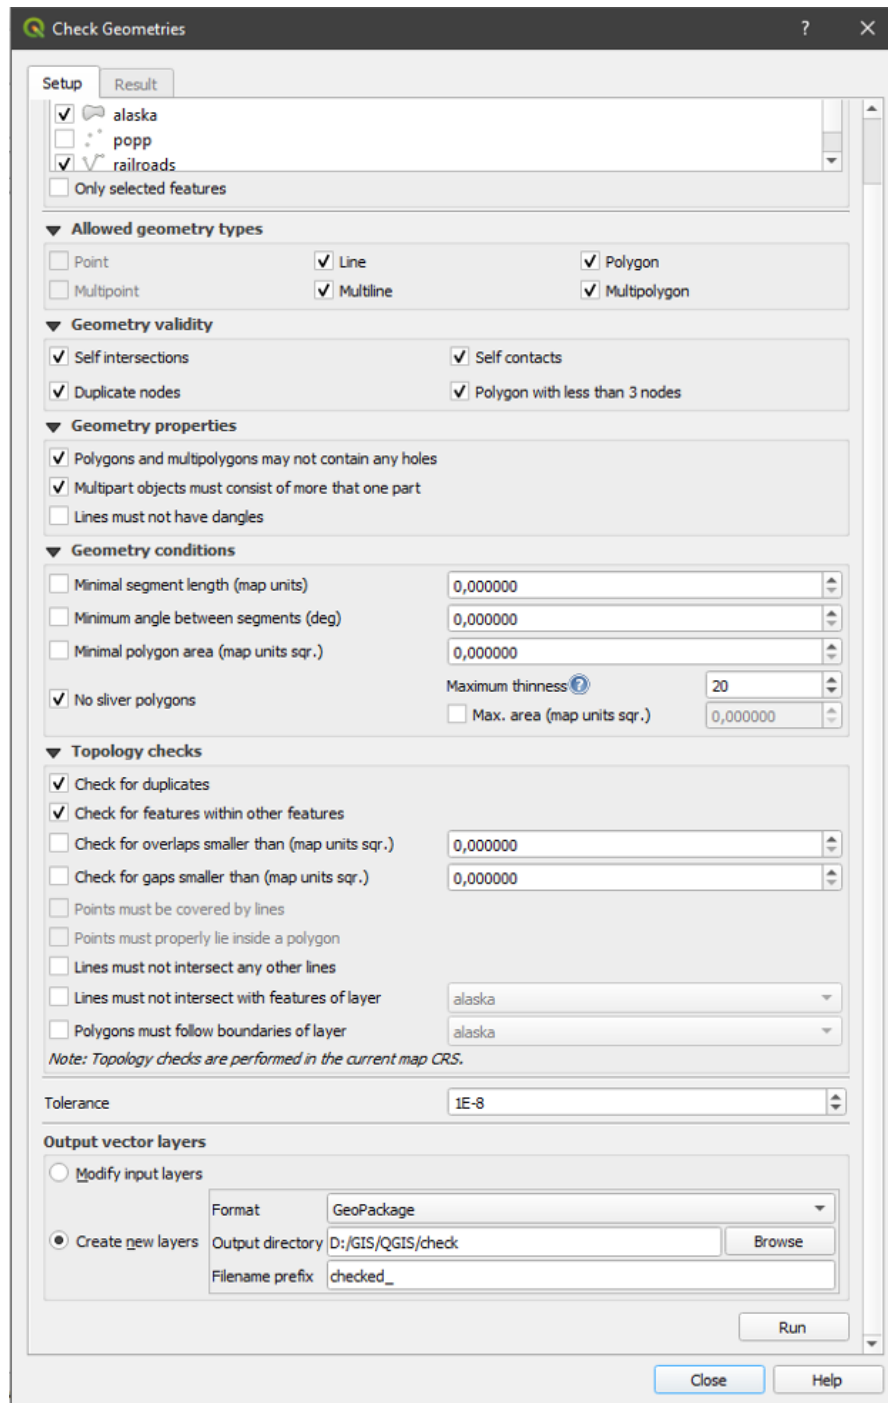 Check Geometries ? ×
Setup Result
alaska
popp
railroads
Only selected features
Allowed geometry types
Point Line Polygon
Multipoint Multiline Multipolygon
Geometry validity
Self intersections Self contacts
Duplicate nodes Polygon with less than 3 nodes
Geometry properties
Polygons and multipolygons may not contain any holes
Multipart objects must consist of more that one part
Lines must not have dangles
Geometry conditions
Minimal segment length (map units) 0,000000
Minimum angle between segments (deg) 0,000000
Minimal polygon area (map units sqr.) 0,000000
Maximum thinness ? 20
No sliver polygons
Max. area (map units sqr.) 0,000000
Topology checks
Check for duplicates
Check for features within other features
Check for overlaps smaller than (map units sqr.) 0,000000
Check for gaps smaller than (map units sqr.) 0,000000
Points must be covered by lines
Points must properly lie inside a polygon
Lines must not intersect any other lines
Lines must not intersect with features of layer alaska
Polygons must follow boundaries of layer alaska
Note: Topology checks are performed in the current map CRS.
Tolerance 1E-8
Output vector layers
Modify input layers
Format GeoPackage
Create new layers Output directory D:/GIS/QGIS/check Browse
Filename prefix checked_
Run
Close Help